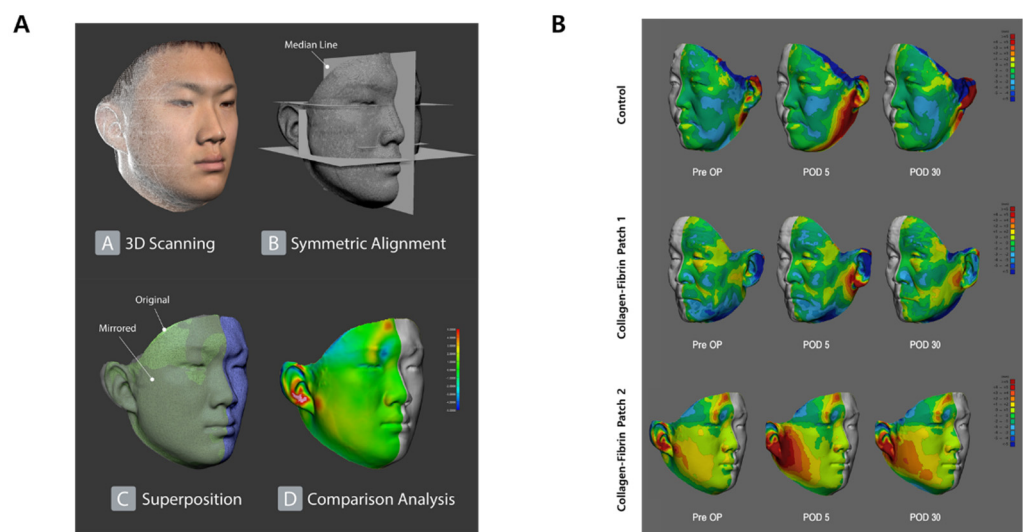 A
Median Line
A 3D Scanning
B Symmetric Alignment
Original
Mirrored
C Superposition
D Comparison Analysis
B
Control
Pre OP
POD 5
POD 30
Collagen-Fibrin Patch 1
Pre OP
POD 5
POD 30
Collagen-Fibrin Patch 2
Pre OP
POD 5
POD 30